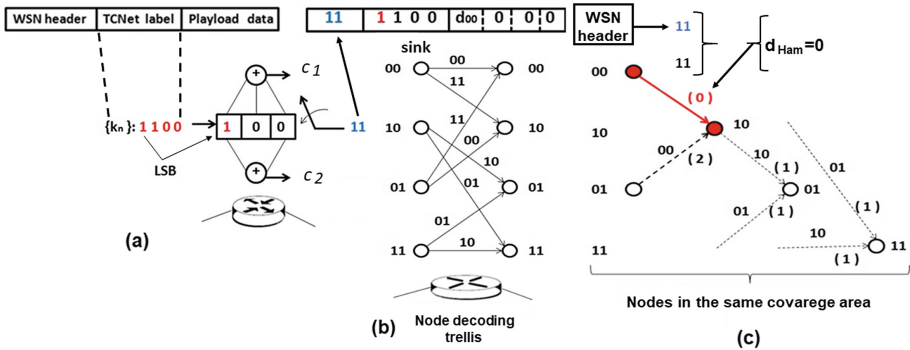 WSN header TCNet label Playload data
{kn}: 1 1 0 0
LSB
1 0 0
+ c1
+ c2
11
(a)
11 1 1 0 0 d00 0 0 0
sink
00 00 00
11
11
10 00 10
10
01 01 01
01
11 10 11
(b)
Node decoding
trellis
WSN
header
11
11
d Ham =0
00
(0)
10 10
00
(2)
10
(1)
01
01 01
01
(1)
(1)
10
11 (1) 11
Nodes in the same covarege area
(c)